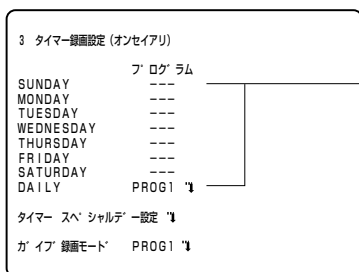 3 タイマー録画設定 (オンセイアリ)
プログラム
SUNDAY ---
MONDAY ---
TUESDAY ---
WEDNESDAY ---
THURSDAY ---
FRIDAY ---
SATURDAY ---
DAILY PROG1
タイマー スペシャルデー設定
ガイブ録画モード PROG1